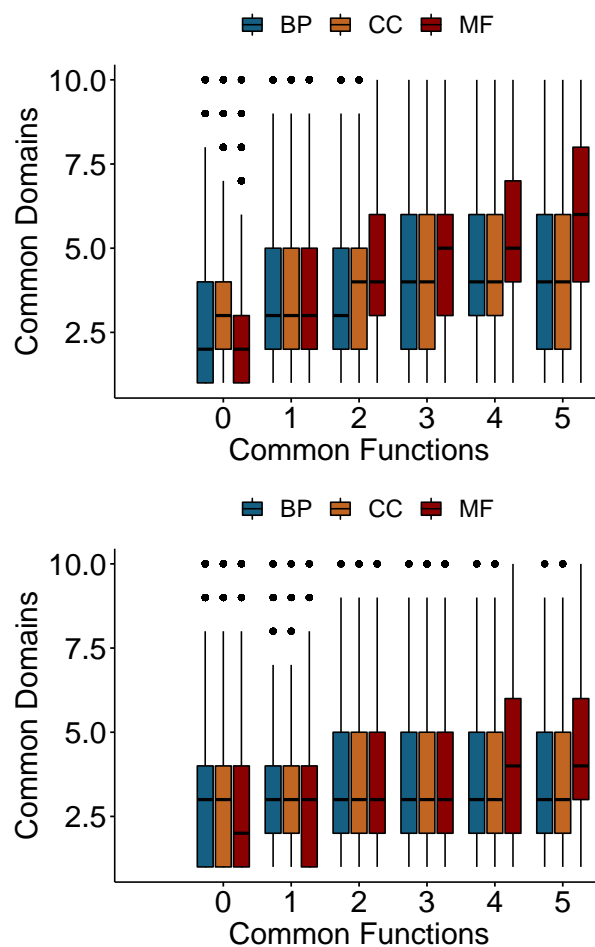 BP CC MF
10.0
7.5
5.0
2.5
Common Domains
0 1 2 3 4 5
Common Functions
BP CC MF
10.0
7.5
5.0
2.5
Common Domains
0 1 2 3 4 5
Common Functions